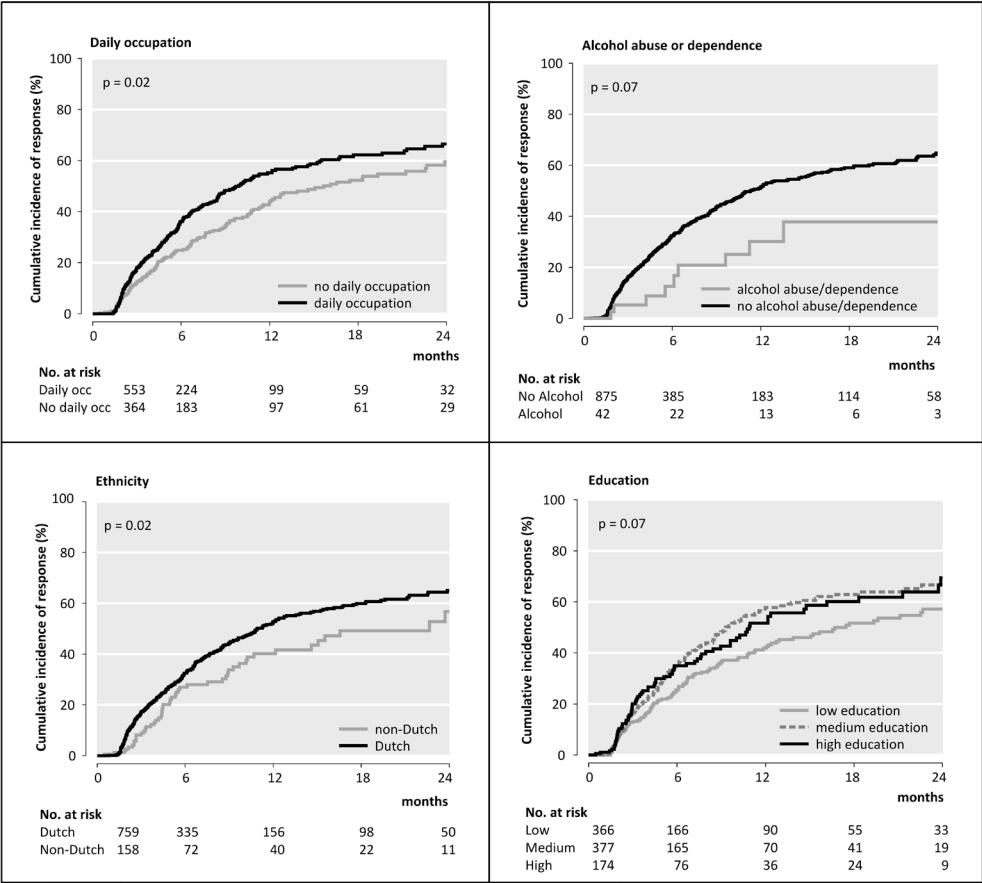 Daily occupation
p = 0.02
Cumulative incidence of response (%)
100
80
60
40
20
0
no daily occupation
daily occupation
0 6 12 18 24
months
No. at risk
Daily occ 553 224 99 59 32
No daily occ 364 183 97 61 29
Alcohol abuse or dependence
p = 0.07
Cumulative incidence of response (%)
100
80
60
40
20
0
alcohol abuse/dependence
no alcohol abuse/dependence
0 6 12 18 24
months
No. at risk
No Alcohol 875 385 183 114 58
Alcohol 42 22 13 6 3
Ethnicity
p = 0.02
Cumulative incidence of response (%)
100
80
60
40
20
0
non-Dutch
Dutch
0 6 12 18 24
months
No. at risk
Dutch 759 335 156 98 50
Non-Dutch 158 72 40 22 11
Education
p = 0.07
Cumulative incidence of response (%)
100
80
60
40
20
0
low education
medium education
high education
0 6 12 18 24
months
No. at risk
Low 366 166 90 55 33
Medium 377 165 70 41 19
High 174 76 36 24 9